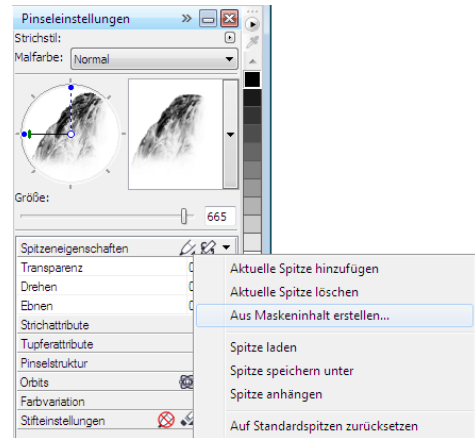 Pinseleinstellungen
Strichstil:
Malfarbe: Normal
Größe:
665
Spitzeneigenschaften
Transparenz
Drehen
Ebnen
Strichattribute
Tupferattribute
Pinselstruktur
Orbits
Farbvariation
Stifteinstellungen
Aktuelle Spitze hinzufügen
Aktuelle Spitze löschen
Aus Maskeninhalt erstellen...
Spitze laden
Spitze speichern unter
Spitze anhängen
Auf Standardspitzen zurücksetzen